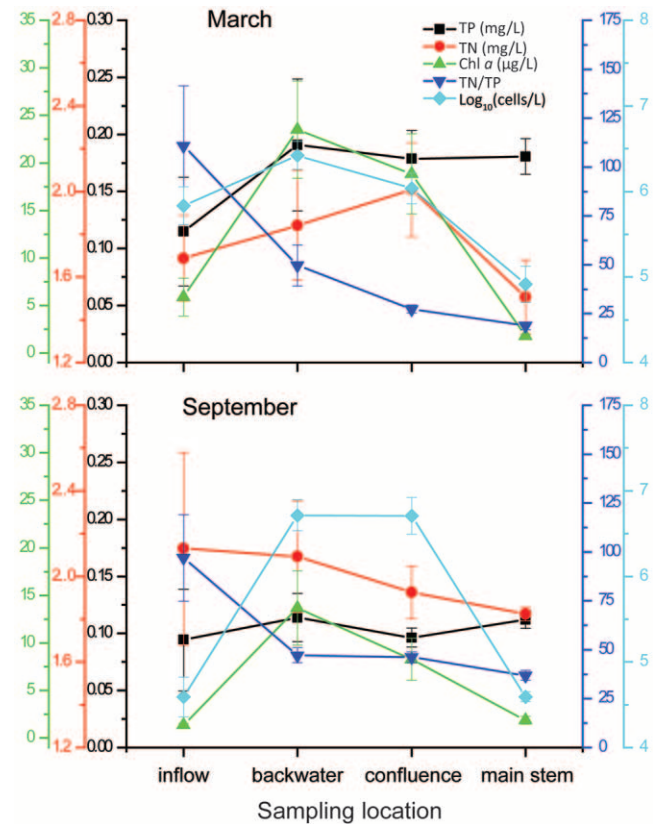 March
TP (mg/L)
TN (mg/L)
Chl a (µg/L)
TN/TP
Log10(cells/L)
35 30 25 20 15 10 5 0
2.8 2.4 2.0 1.6 1.2
0.30 0.25 0.20 0.15 0.10 0.05 0.00
175 150 125 100 75 50 25 0
8 7 6 5 4
September
35 30 25 20 15 10 5 0
2.8 2.4 2.0 1.6 1.2
0.30 0.25 0.20 0.15 0.10 0.05 0.00
175 150 125 100 75 50 25 0
8 7 6 5 4
inflow backwater confluence main stem
Sampling location